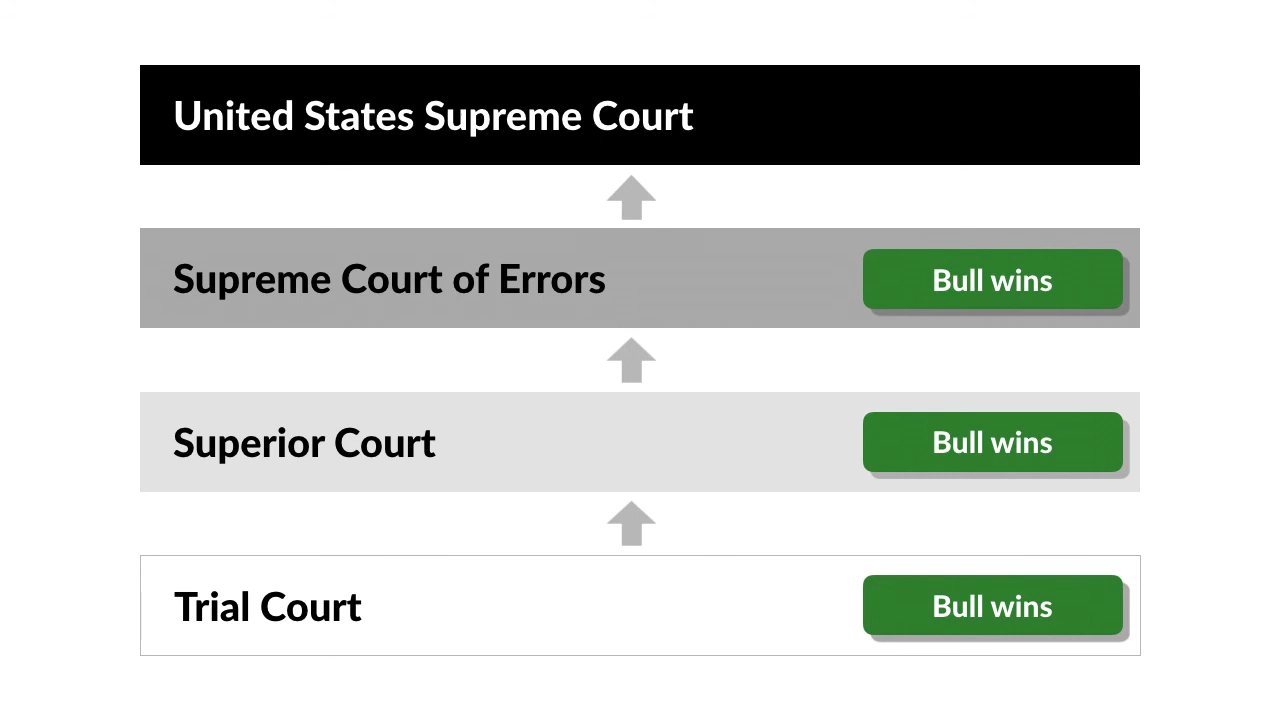 United States Supreme Court
Supreme Court of Errors
Bull wins
Superior Court
Bull wins
Trial Court
Bull wins